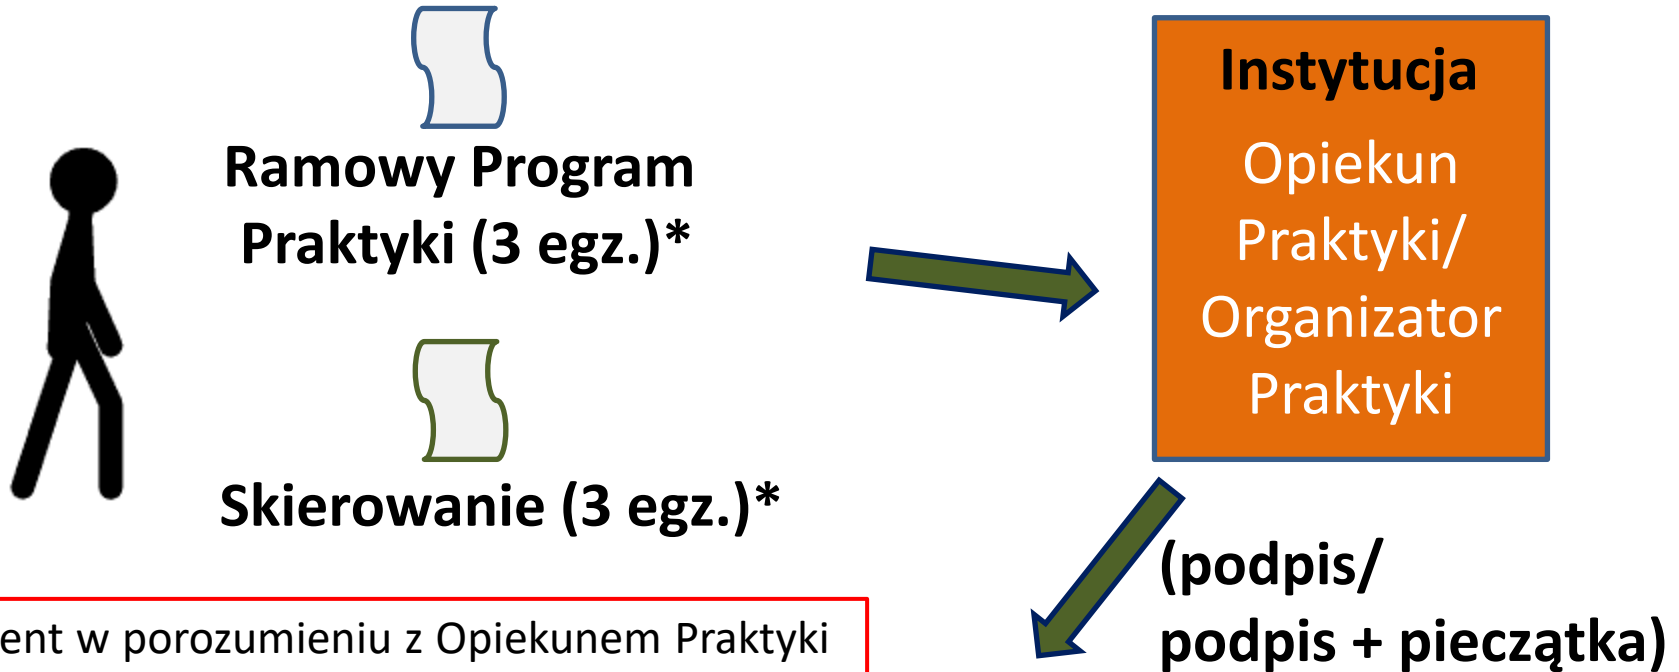 Ramowy Program
Praktyki (3 egz.)*
Skierowanie (3 egz.)*
Instytucja
Opiekun
Praktyki/
Organizator
Praktyki
(podpis/
podpis + pieczątka)
w porozumieniu z Opiekunem Praktyki